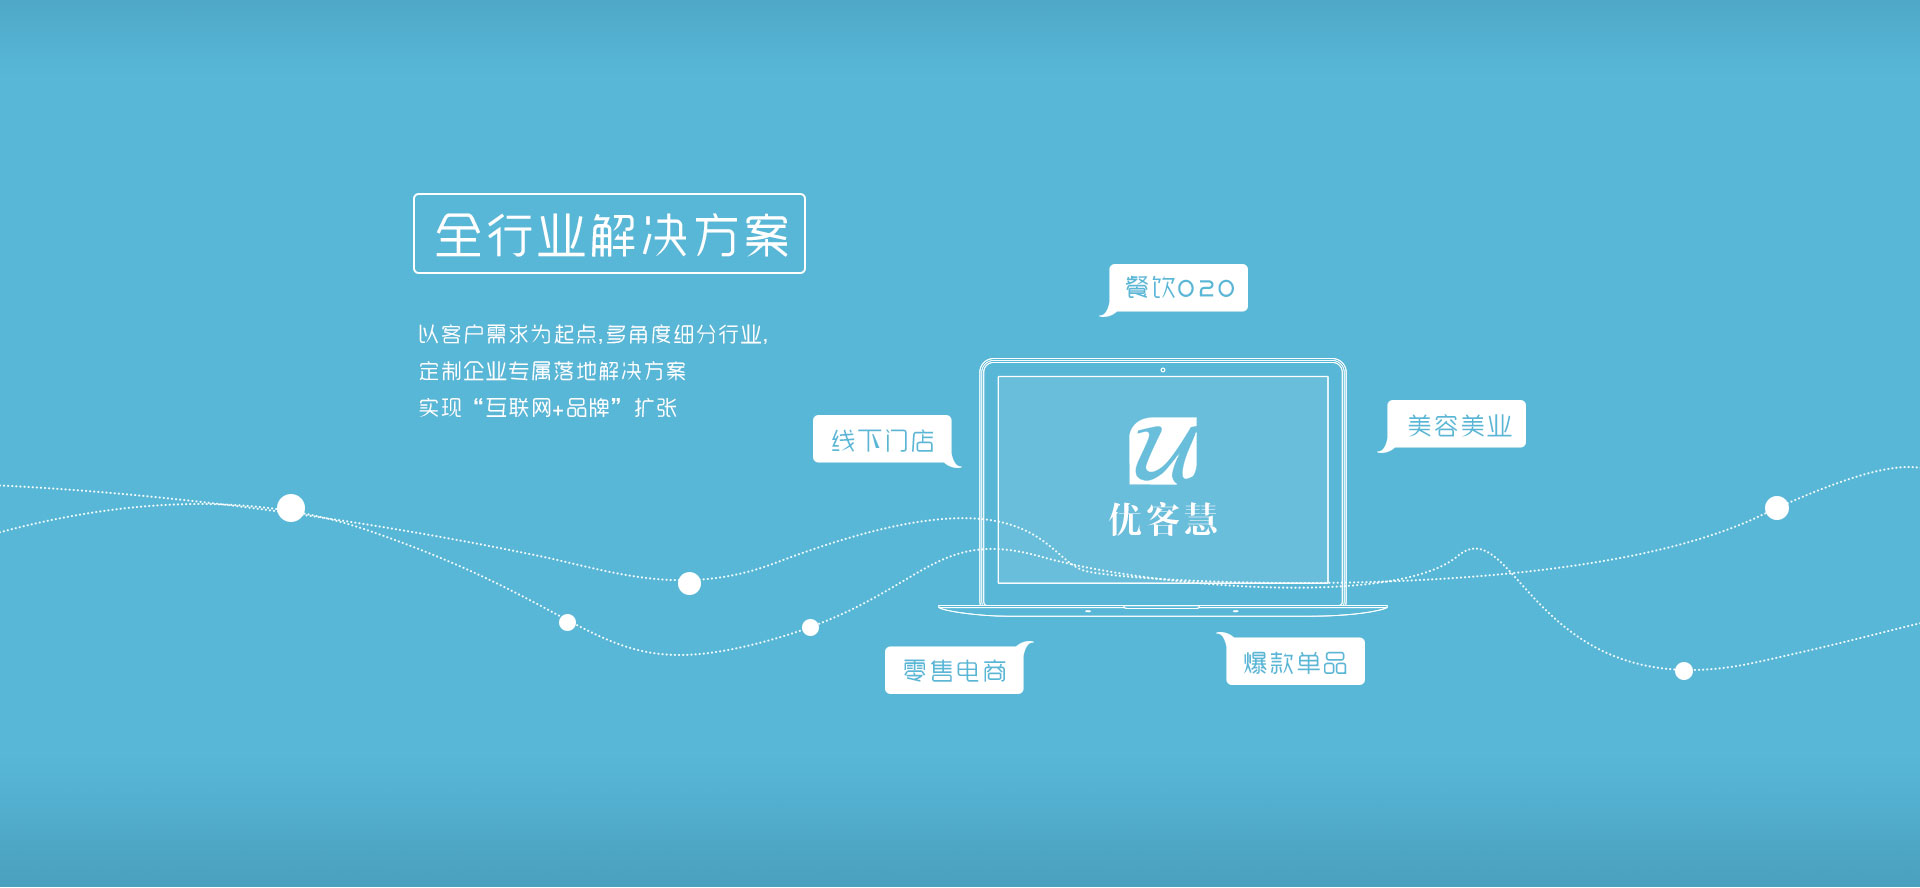 全行业解决方案
以客户需求为起点,多角度细分行业,
定制企业专属落地解决方案
实现“互联网+品牌”扩张
餐饮O2O
线下门店
美容美业
u
优客慧
零售电商
爆款单品